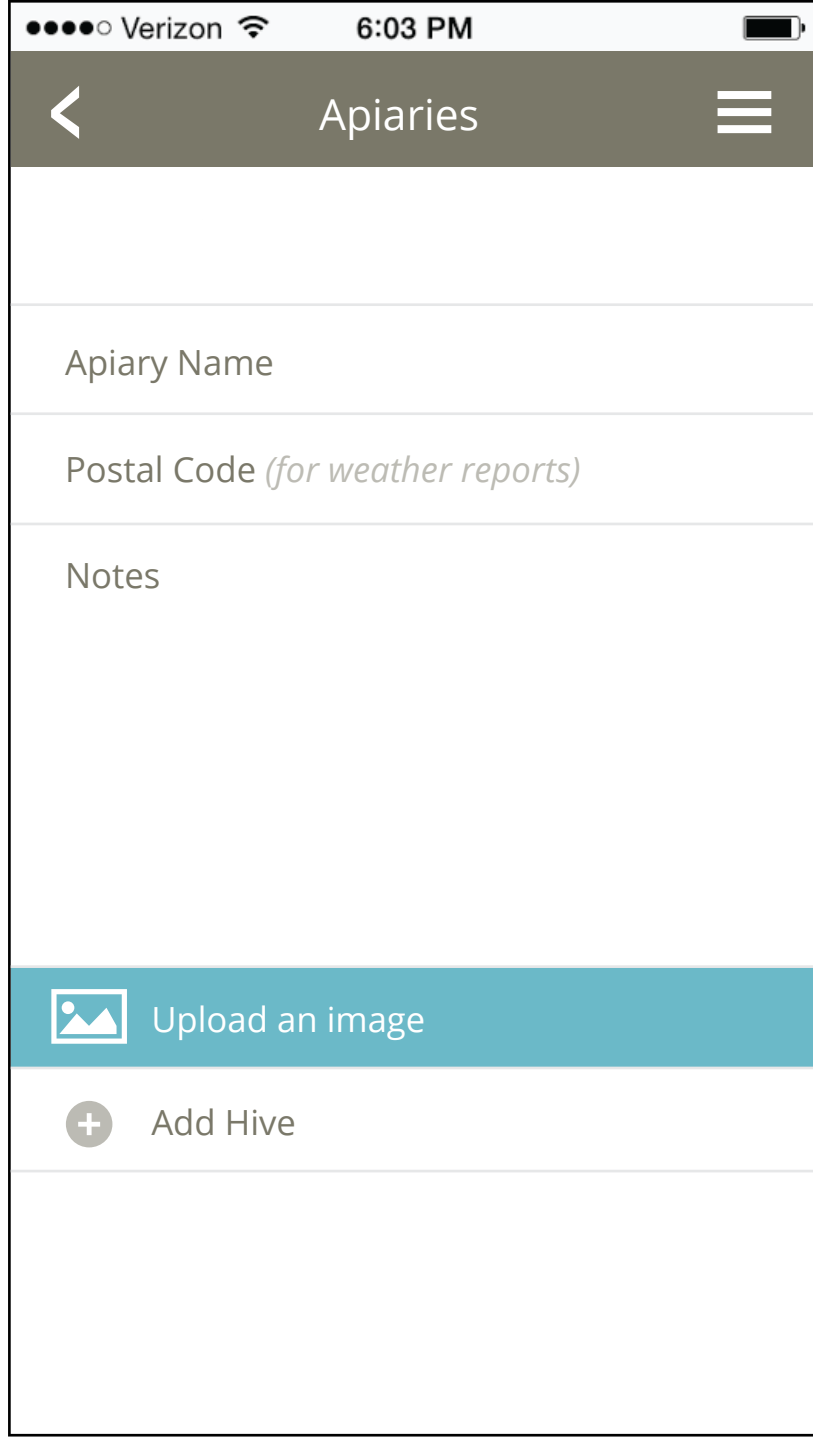 Verizon 6:03 PM
Apiaries
Apiary Name
Postal Code (for weather reports)
Notes
Upload an image
Add Hive